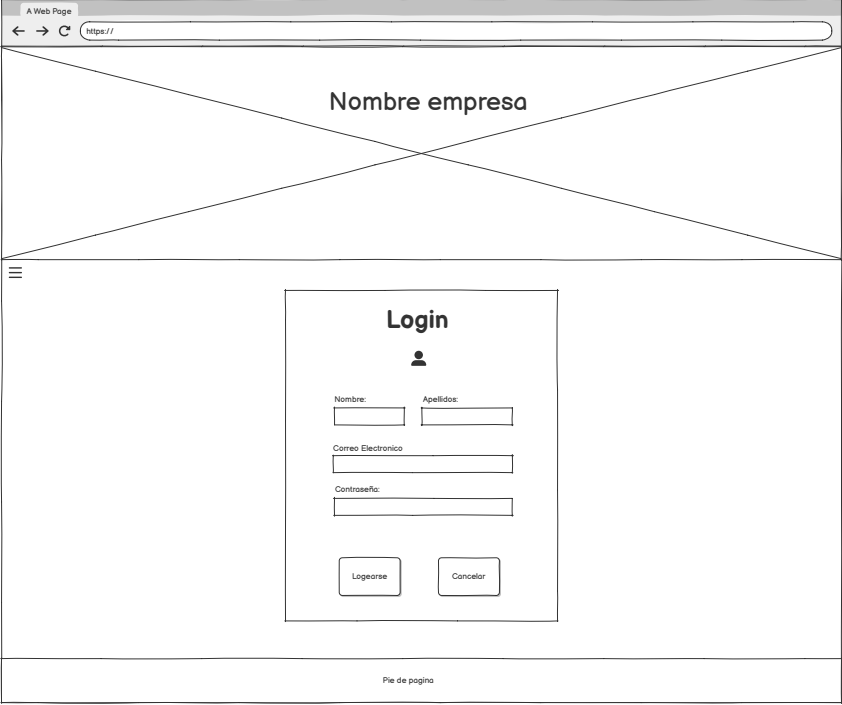 A Web Page
https://
Nombre empresa
Login
Nombre: Apellidos:
Correo Electronico
Contraseña:
Logearse Cancelar
Pie de pagina